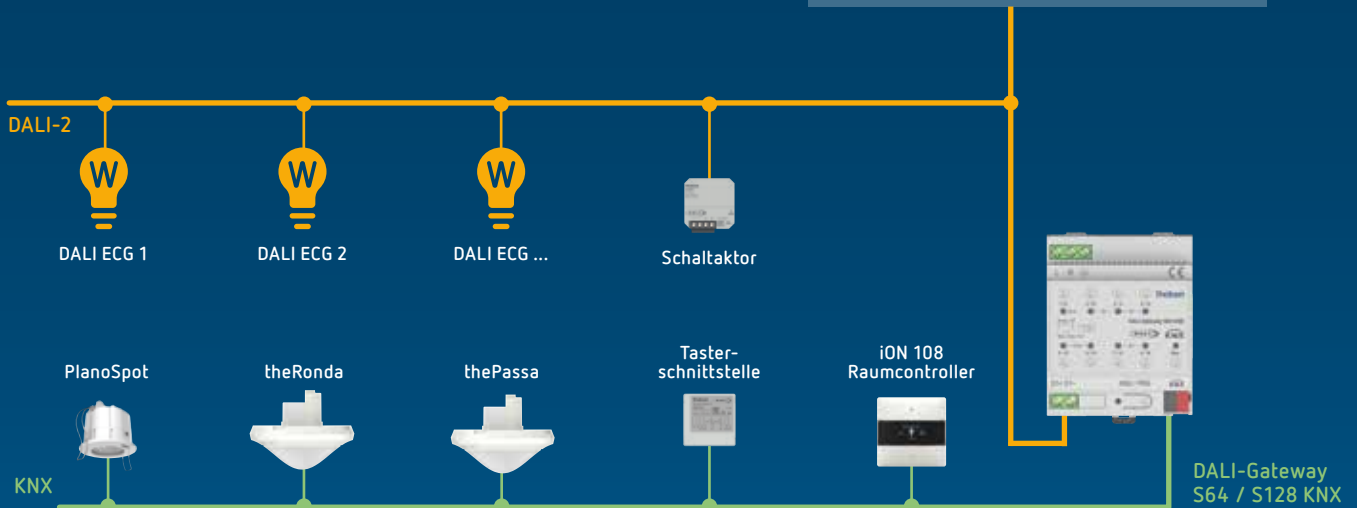 DALI-2
W
W
W
DALI ECG 1
DALI ECG 2
DALI ECG ...
Schaltaktor
CE
PlanoSpot
theRonda
thePassa
Taster-
schnittstelle
iON 108
Raumcontroller
KNX
DALI-Gateway
S64 / S128 KNX